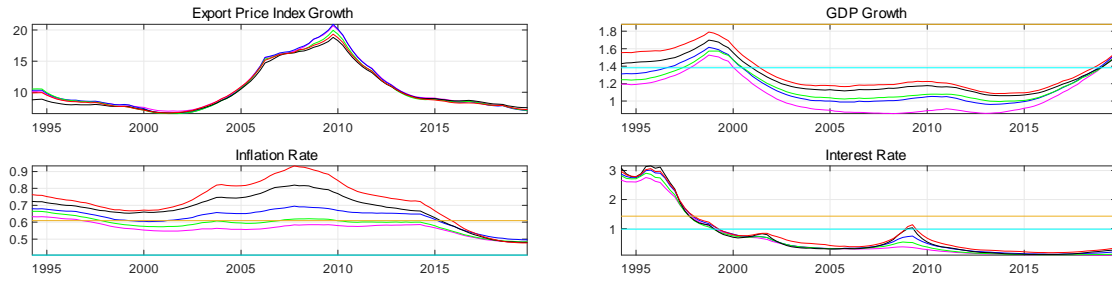 Export Price Index Growth
20
10
1995 2000 2005 2010 2015
GDP Growth
1.8
1.6
1.4
1.2
1
1995 2000 2005 2010 2015
Inflation Rate
0.9
0.8
0.7
0.6
0.5
1995 2000 2005 2010 2015
Interest Rate
3
2
1
1995 2000 2005 2010 2015